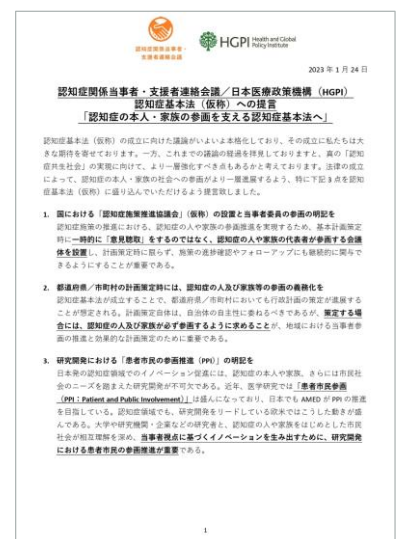 認知症関係当事者・
支援者連絡会議
HGPI Health and Global
Policy Institute
2023 年 1 月 24 日
認知症関係当事者・支援者連絡会議／日本医療政策機構（HGPI）
認知症基本法（仮称）への提言
「認知症の本人・家族の参画を支える認知症基本法へ」
認知症基本法（仮称）の成立に向けた議論がいよいよ本格化しており、その成立に私たちは大
きな期待を寄せております。一方、これまでの議論の経過を拝見しておりますと、真の「認知
症共生社会」の実現に向けて、より一層強化すべき点もあるかと考えております。法律の成立
によって、認知症の本人・家族の社会への参画がより一層進展するよう、特に下記 3 点を認知
症基本法（仮称）に盛り込んでいただけるよう提言致しました。
1. 国における「認知症施策推進協議会」（仮称）の設置と当事者委員の参画の明記を
認知症施策の推進における、認知症の人や家族の参画推進を実現するため、基本計画策定
時に一時的に「意見聴取」をするのではなく、認知症の人や家族の代表者が参画する会議
体を設置し、計画策定時に限らず、施策の進捗確認やフォローアップにも継続的に関与で
きるようにすることが重要である。
2. 都道府県／市町村の計画策定時には、認知症の人及び家族等の参画の義務化を
認知症基本法が成立することで、都道府県／市町村においても行政計画の策定が進展する
ことが想定される。計画策定自体は、自治体の自主性に委ねるべきであるが、策定する場
合には、認知症の人及び家族が必ず参画するように求めることが、地域における当事者参
画の推進と効果的な計画策定のために重要である。
3. 研究開発における「患者市民の参画推進（PPI）」の明記を
日本発の認知症領域でのイノベーション促進には、認知症の本人や家族、さらには市民社
会のニーズを踏まえた研究開発が不可欠である。近年、医学研究では「患者市民参画
（PPI：Patient and Public Involvement）」は盛んになっており、日本でも AMED が PPI の推進
を目指している。認知症領域でも、研究開発をリードしている欧米ではこうした動きが盛
んである。大学や研究機関・企業などの研究者と、認知症の人や家族をはじめとした市民
社会が相互理解を深め、当事者視点に基づくイノベーションを生み出すために、研究開発
における患者市民の参画推進が重要である。
1